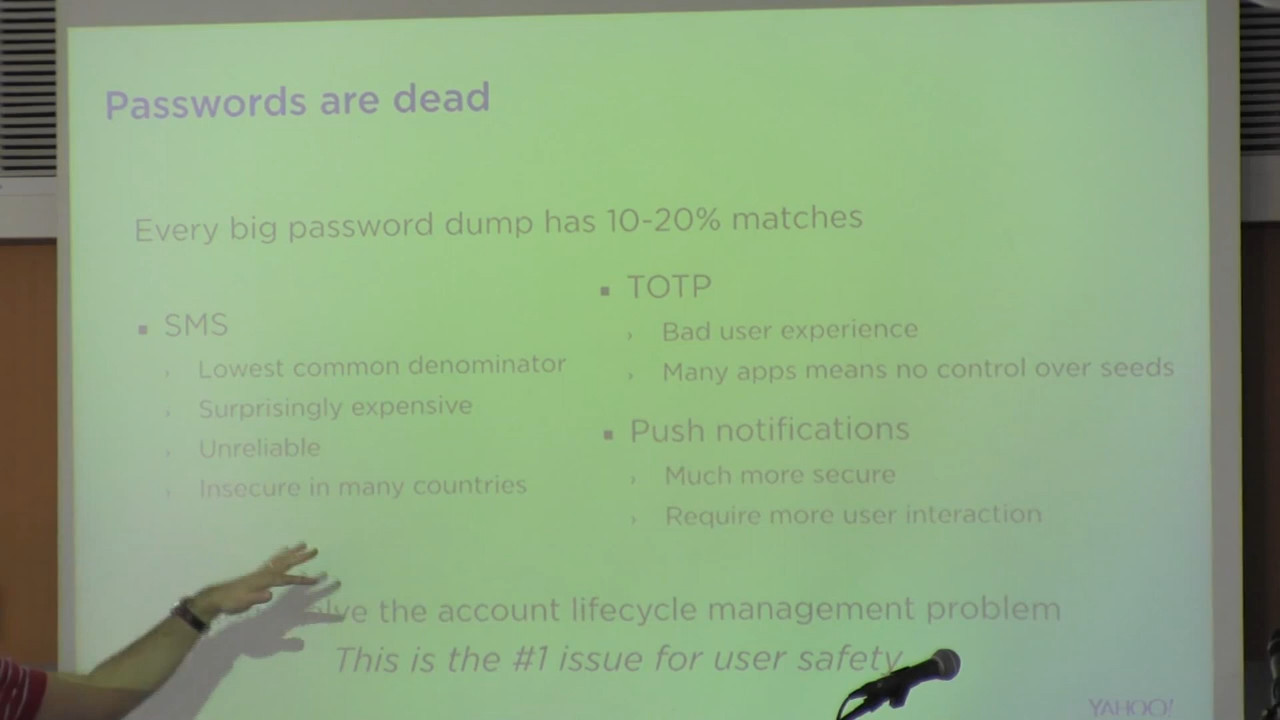 Passwords are dead
Every big password dump has 10-20% matches
▪ SMS
› Lowest common denominator
› Surprisingly expensive
› Unreliable
› Insecure in many countries
▪ TOTP
› Bad user experience
› Many apps means no control over seeds
▪ Push notifications
› Much more secure
› Require more user interaction
the account lifecycle management problem
This is the #1 issue for user safety
YAHOO!